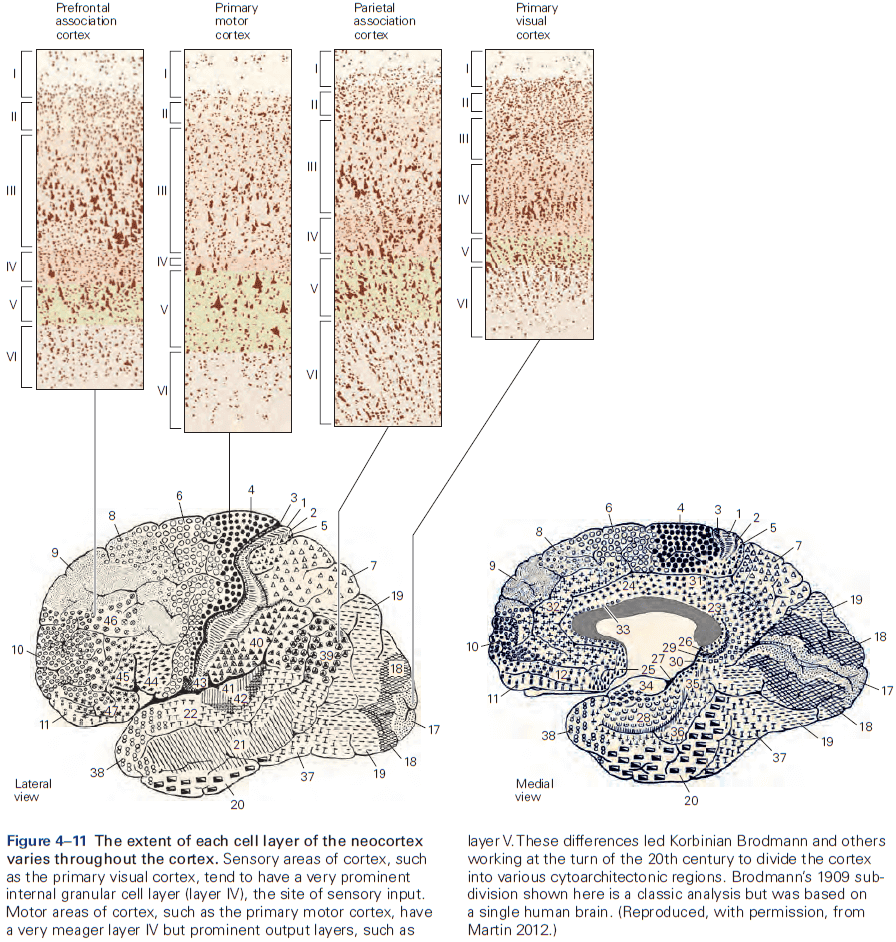 Prefrontal
association
cortex
Primary
motor
cortex
Parietal
association
cortex
Primary
visual
cortex
I
II
III
IV
V
VI
I
II
III
IV
V
VI
I
II
III
IV
V
VI
I
II
III
IV
V
VI
4
6
3
1
2
5
8
9
7
19
46
10
40
39
18
45
44
43
41
42
47
11
22
17
21
18
38
37
19
20
Lateral
view
4
6
3
1
2
5
8
7
9
24
31
19
32
23
33
18
10
26
29
27
30
25
12
35
34
17
11
28
18
36
38
19
37
20
Medial
view
Figure 4–11 The extent of each cell layer of the neocortex
varies throughout the cortex. Sensory areas of cortex, such
as the primary visual cortex, tend to have a very prominent
internal granular cell layer (layer IV), the site of sensory input.
Motor areas of cortex, such as the primary motor cortex, have
a very meager layer IV but prominent output layers, such as
layer V. These differences led Korbinian Brodmann and others
working at the turn of the 20th century to divide the cortex
into various cytoarchitectonic regions. Brodmann's 1909 sub-
division shown here is a classic analysis but was based on
a single human brain. (Reproduced, with permission, from
Martin 2012.)